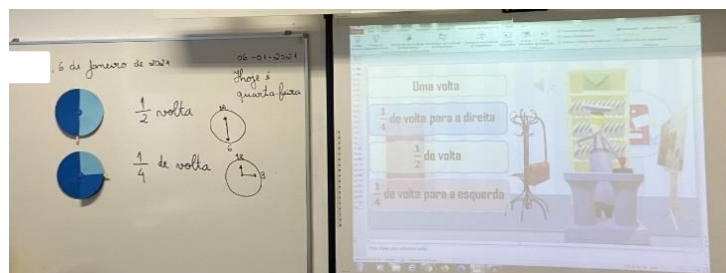 , 6 de janeiro de 2021
06-01-2021
Hoje é
quarta-feira
1/2 volta
12
6
1/4 de volta
12
3
Uma volta
1/4 de volta para a direita
1/2 de volta
1/4 de volta para a esquerda